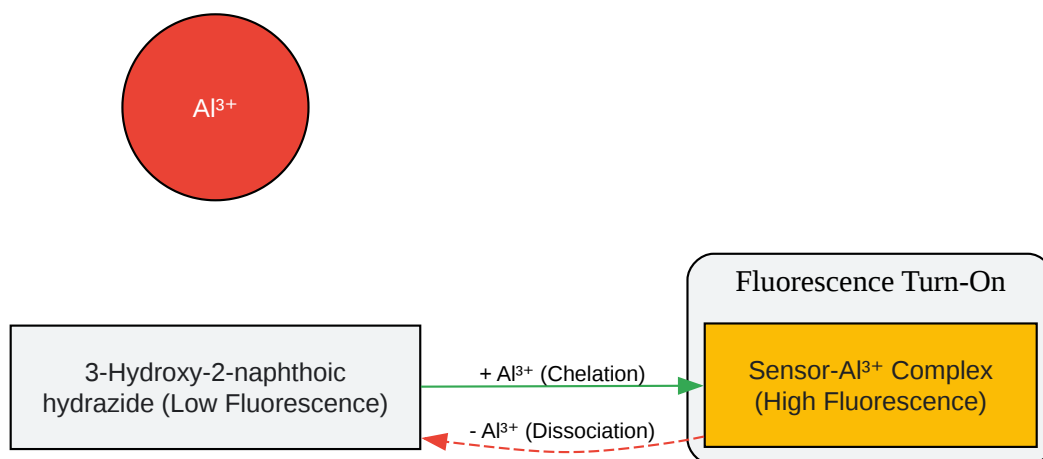 Al³⁺
Fluorescence Turn-On
3-Hydroxy-2-naphthoic
hydrazide (Low Fluorescence)
+ Al³⁺ (Chelation)
- Al³⁺ (Dissociation)
Sensor-Al³⁺ Complex
(High Fluorescence)